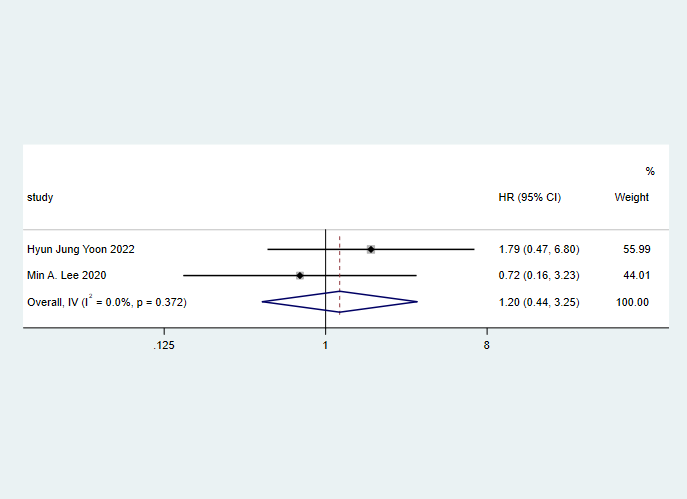 %
study HR (95% CI) Weight
Hyun Jung Yoon 2022 1.79 (0.47, 6.80) 55.99
Min A. Lee 2020 0.72 (0.16, 3.23) 44.01
Overall, IV (I² = 0.0%, p = 0.372) 1.20 (0.44, 3.25) 100.00
.125 1 8